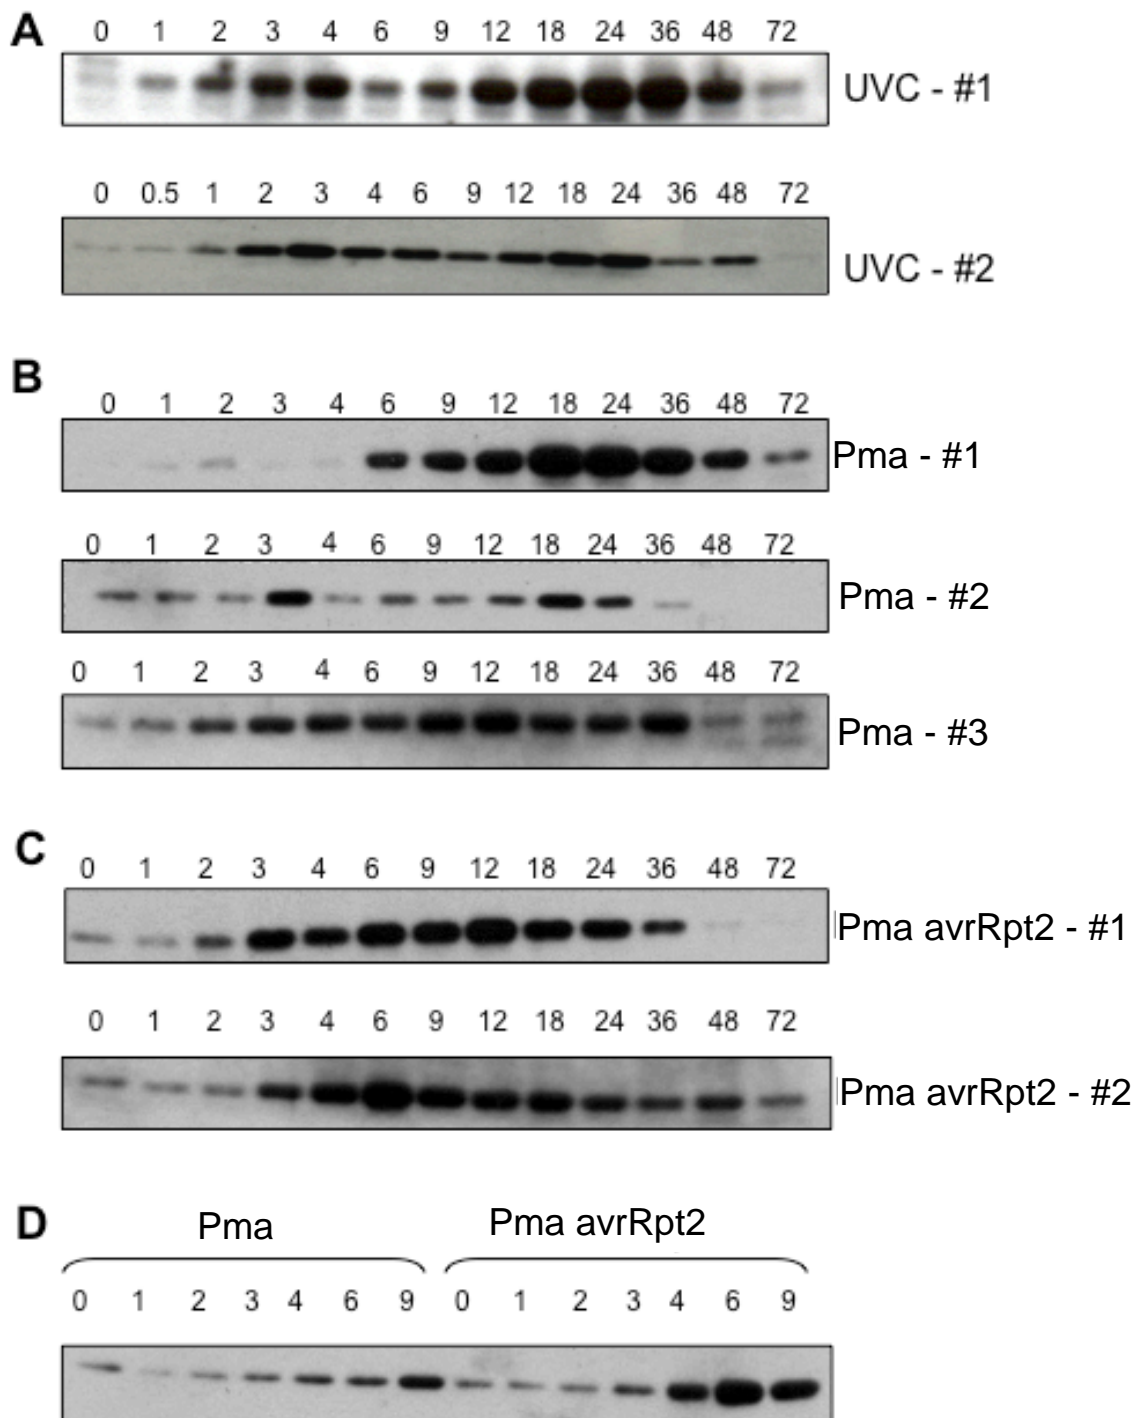 A 0 1 2 3 4 6 9 12 18 24 36 48 72
UVC - #1
0 0.5 1 2 3 4 6 9 12 18 24 36 48 72
UVC - #2
B
0 1 2 3 4 6 9 12 18 24 36 48 72
Pma - #1
0 1 2 3 4 6 9 12 18 24 36 48 72
Pma - #2
0 1 2 3 4 6 9 12 18 24 36 48 72
Pma - #3
C
0 1 2 3 4 6 9 12 18 24 36 48 72
Pma avrRpt2 - #1
0 1 2 3 4 6 9 12 18 24 36 48 72
Pma avrRpt2 - #2
D Pma Pma avrRpt2
0 1 2 3 4 6 9 0 1 2 3 4 6 9